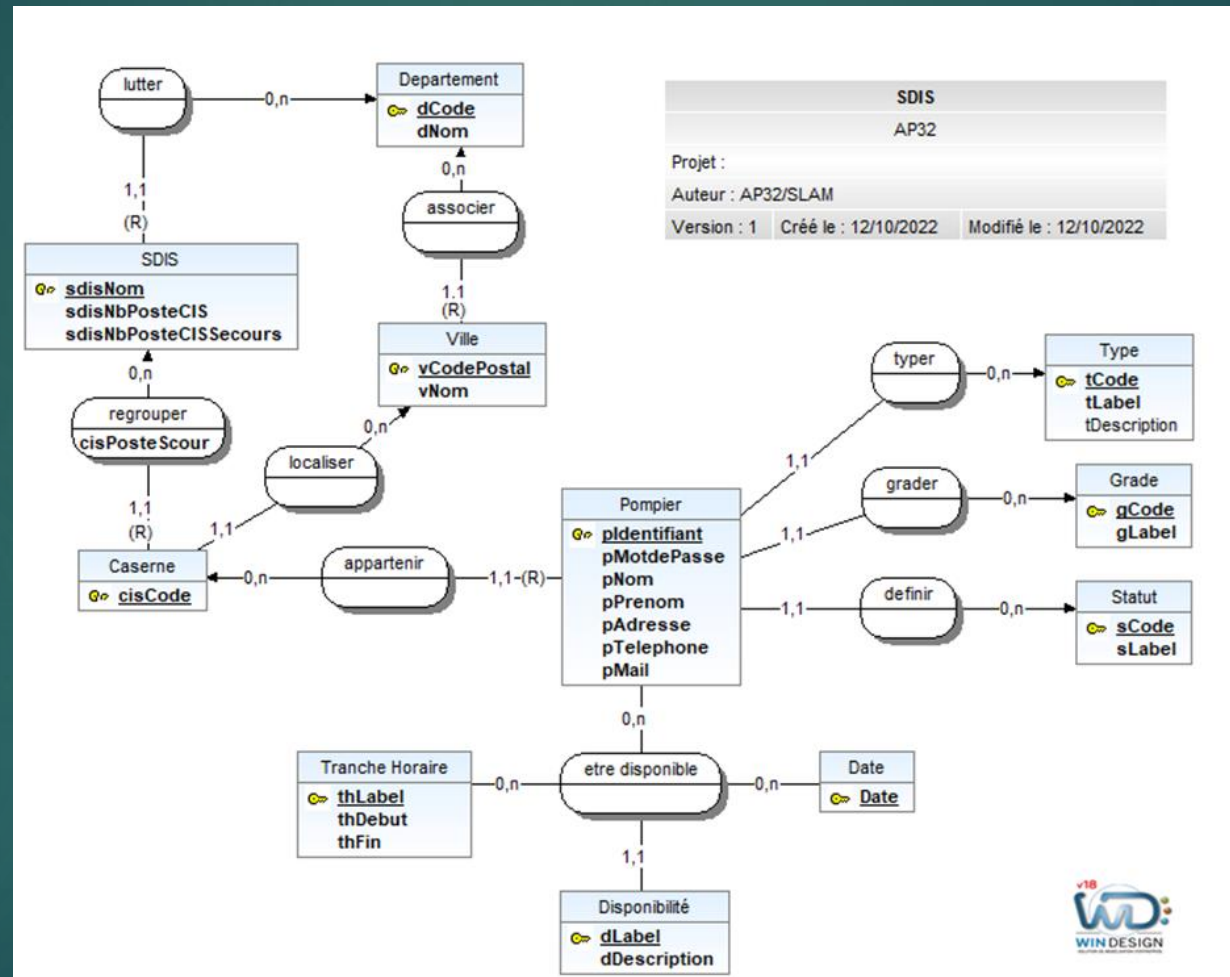 lutter
0,n
Departement
dCode
dNom
SDIS
AP32
Projet :
Auteur : AP32/SLAM
Version : 1 Créé le : 12/10/2022 Modifié le : 12/10/2022
1,1
(R)
0,n
associer
1,1
(R)
SDIS
sdisNom
sdisNbPosteCIS
sdisNbPosteCISSecours
Ville
vCodePostal
vNom
0,n
regrouper
cisPosteScour
0,n
localiser
1,1
(R)
1,1
Caserne
cisCode
0,n
appartenir
1,1-(R)
Pompier
pIdentifiant
pMotdePasse
pNom
pPrenom
pAdresse
pTelephone
pMail
typer
0,n
1,1
Type
tCode
tLabel
tDescription
grader
0,n
1,1
Grade
gCode
gLabel
definir
1,1
0,n
Statut
sCode
sLabel
0,n
Tranche Horaire
thLabel
thDebut
thFin
0,n
etre disponible
0,n
Date
Date
1,1
Disponibilité
dLabel
dDescription
v18
WD
WIN DESIGN